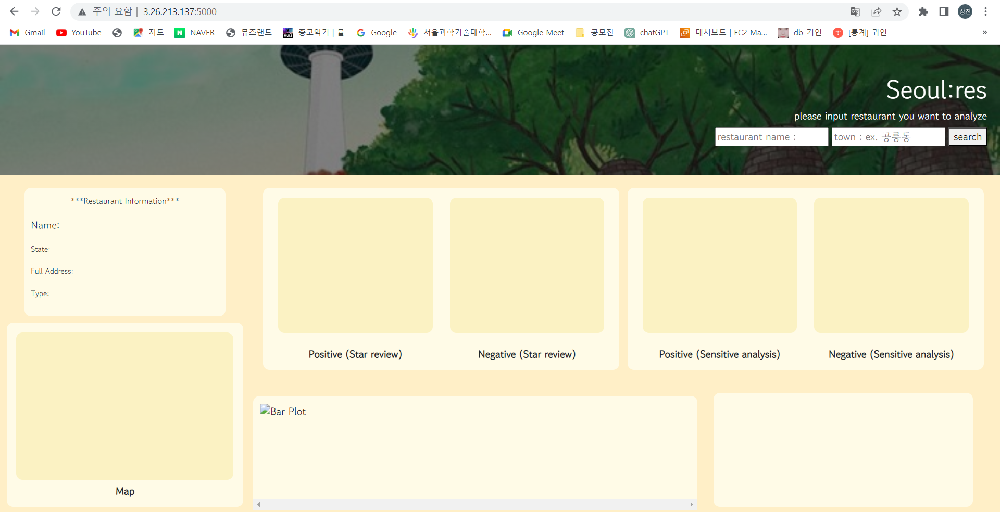 주의 요함 | 3.26.213.137:5000
상진
Gmail YouTube 지도 NAVER 뮤즈랜드 MULE 중고악기 | 뮬 Google 서울과학기술대학... Google Meet 공모전 chatGPT 대시보드 | EC2 Ma... db_커인 [통계] 귀인 »
Seoul:res
please input restaurant you want to analyze
restaurant name : town : ex. 공릉동 search
***Restaurant Information***
Name:
State:
Full Address:
Type:
Positive (Star review) Negative (Star review) Positive (Sensitive analysis) Negative (Sensitive analysis)
Bar Plot
Map